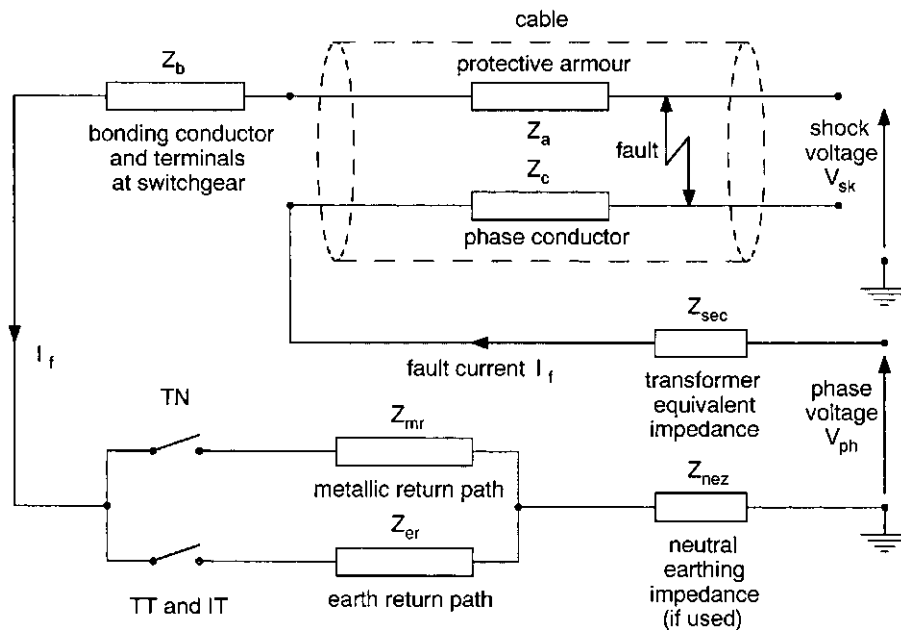 cable
Z_b
protective armour
bonding conductor
and terminals
at switchgear
Z_a
fault
Z_c
phase conductor
shock
voltage
V_sk
Z_sec
I_f
fault current I_f
transformer
equivalent
impedance
phase
voltage
V_ph
TN
Z_mr
metallic return path
Z_nez
Z_er
TT and IT
earth return path
neutral
earthing
impedance
(if used)